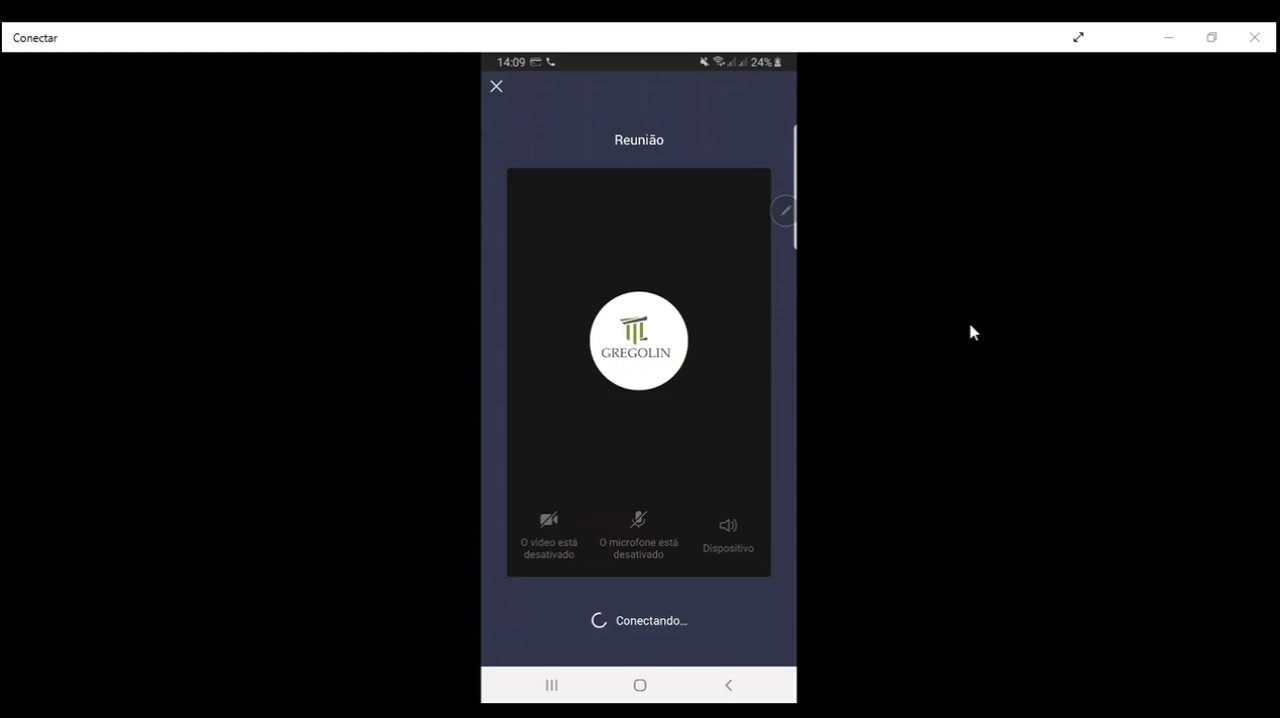 Conectar
14:09
24%
Reunião
GREGOLIN
O vídeo está
desativado
O microfone está
desativado
Dispositivo
Conectando...